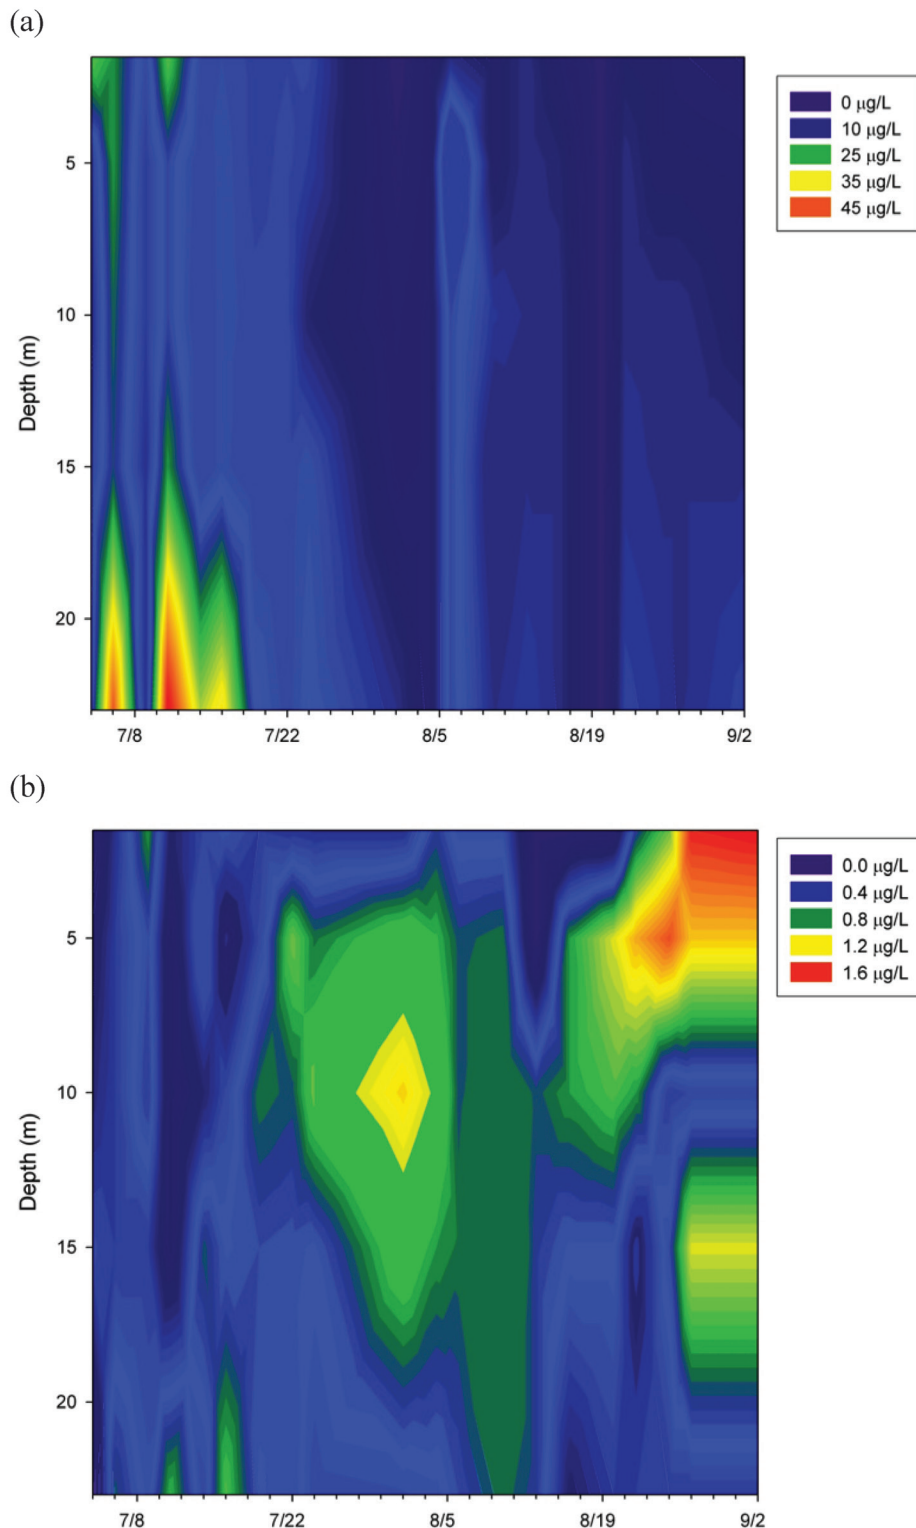 (a)
0 µg/L
10 µg/L
25 µg/L
35 µg/L
45 µg/L
Depth (m)
5
10
15
20
7/8 7/22 8/5 8/19 9/2
(b)
0.0 µg/L
0.4 µg/L
0.8 µg/L
1.2 µg/L
1.6 µg/L
Depth (m)
5
10
15
20
7/8 7/22 8/5 8/19 9/2